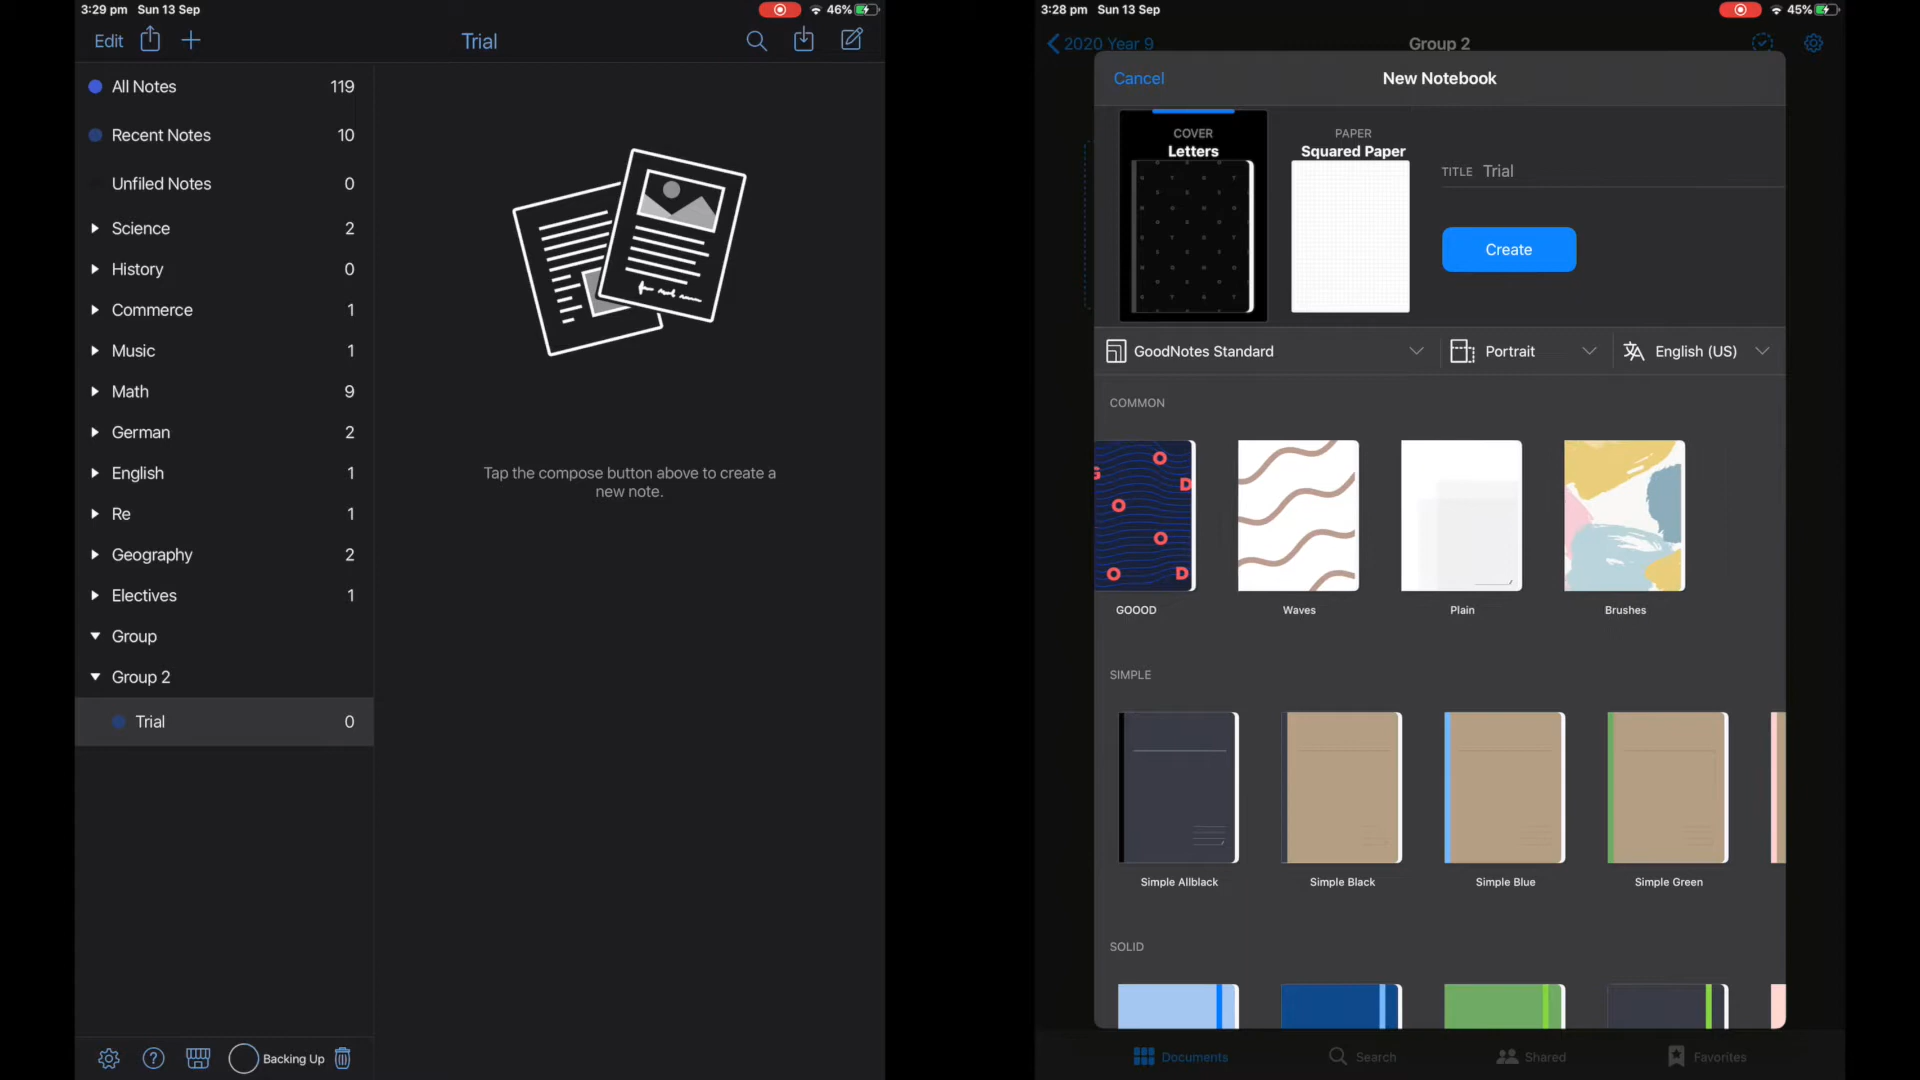 3:29 pm Sun 13 Sep
46%
Edit
Trial
All Notes 119
Recent Notes 10
Unfiled Notes 0
Science 2
History 0
Commerce 1
Music 1
Math 9
German 2
English 1
Re 1
Geography 2
Electives 1
Group
Group 2
Trial 0
Tap the compose button above to create a
new note.
? Backing Up
3:28 pm Sun 13 Sep
45%
2020 Year 9
Group 2
Cancel
New Notebook
COVER
Letters
PAPER
Squared Paper
TITLE Trial
Create
GoodNotes Standard
Portrait
English (US)
COMMON
G O D O O O D
GOOOD
Waves
Plain
Brushes
SIMPLE
Simple Allblack
Simple Black
Simple Blue
Simple Green
SOLID
Documents
Search
Shared
Favorites